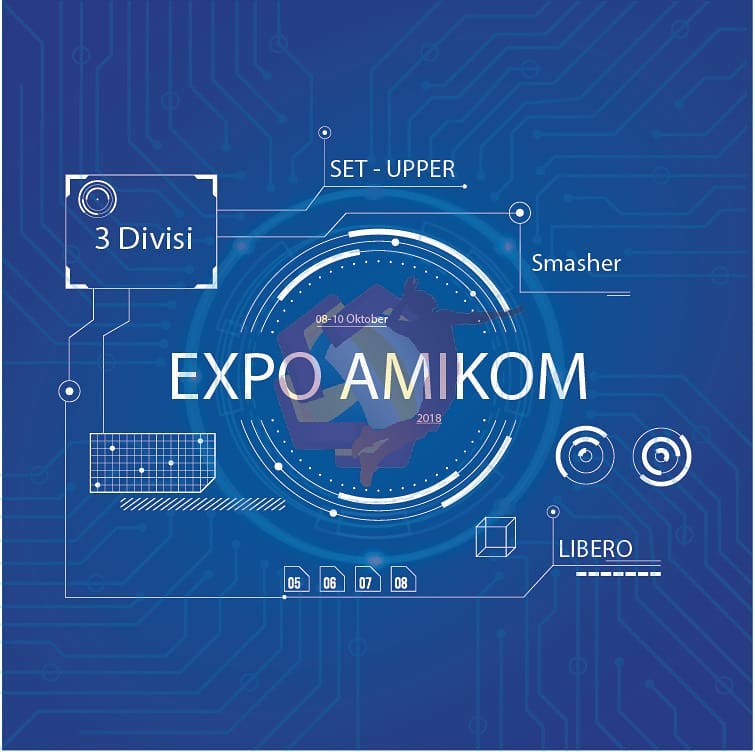 SET - UPPER
3 Divisi
Smasher
08-10 Oktober
EXPO AMIKOM
2018
LIBERO
05 06 07 08